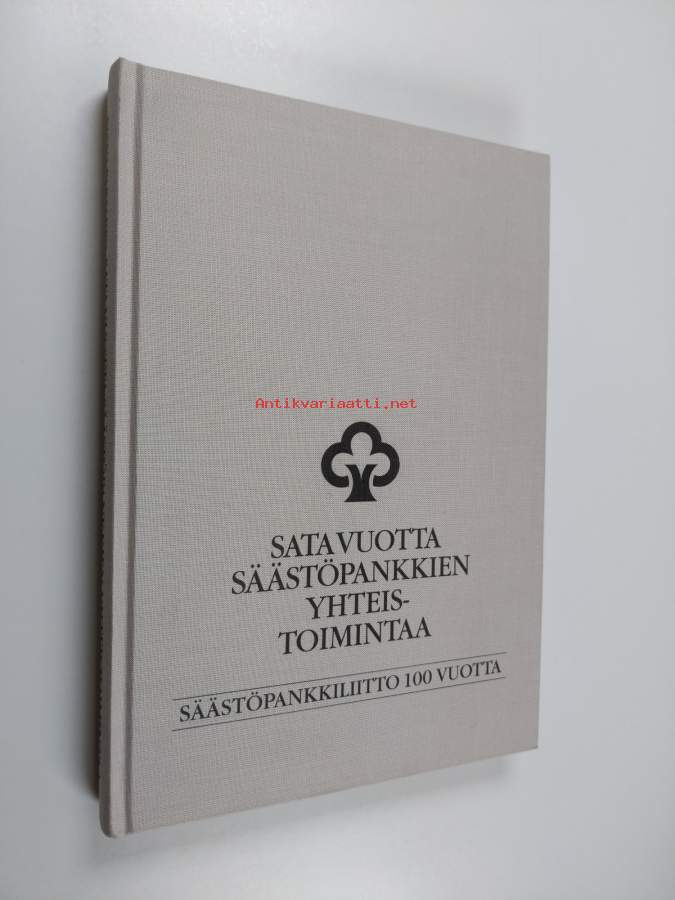 Antikvariaatti.net
SATA VUOTTA
SÄÄSTÖPANKKIEN
YHTEIS-
TOIMINTAA
SÄÄSTÖPANKKILIITTO 100 VUOTTA